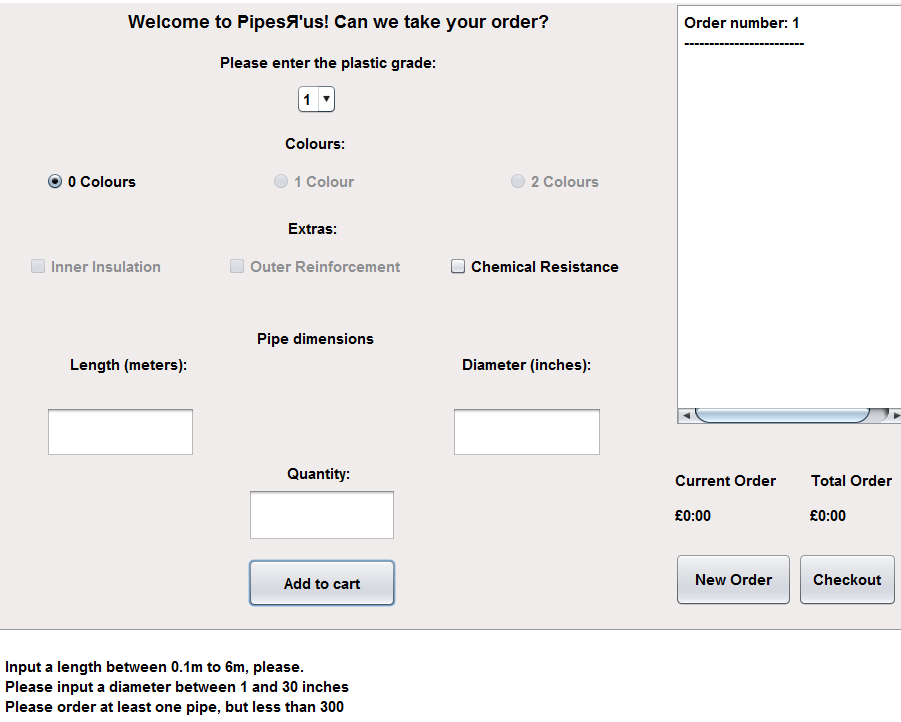 Welcome to PipesЯ'us! Can we take your order?
Please enter the plastic grade:
1
Colours:
0 Colours
1 Colour
2 Colours
Extras:
Inner Insulation
Outer Reinforcement
Chemical Resistance
Pipe dimensions
Length (meters):
Diameter (inches):
Quantity:
Add to cart
Order number: 1
------------------------
Current Order
Total Order
£0:00
£0:00
New Order
Checkout
Input a length between 0.1m to 6m, please.
Please input a diameter between 1 and 30 inches
Please order at least one pipe, but less than 300